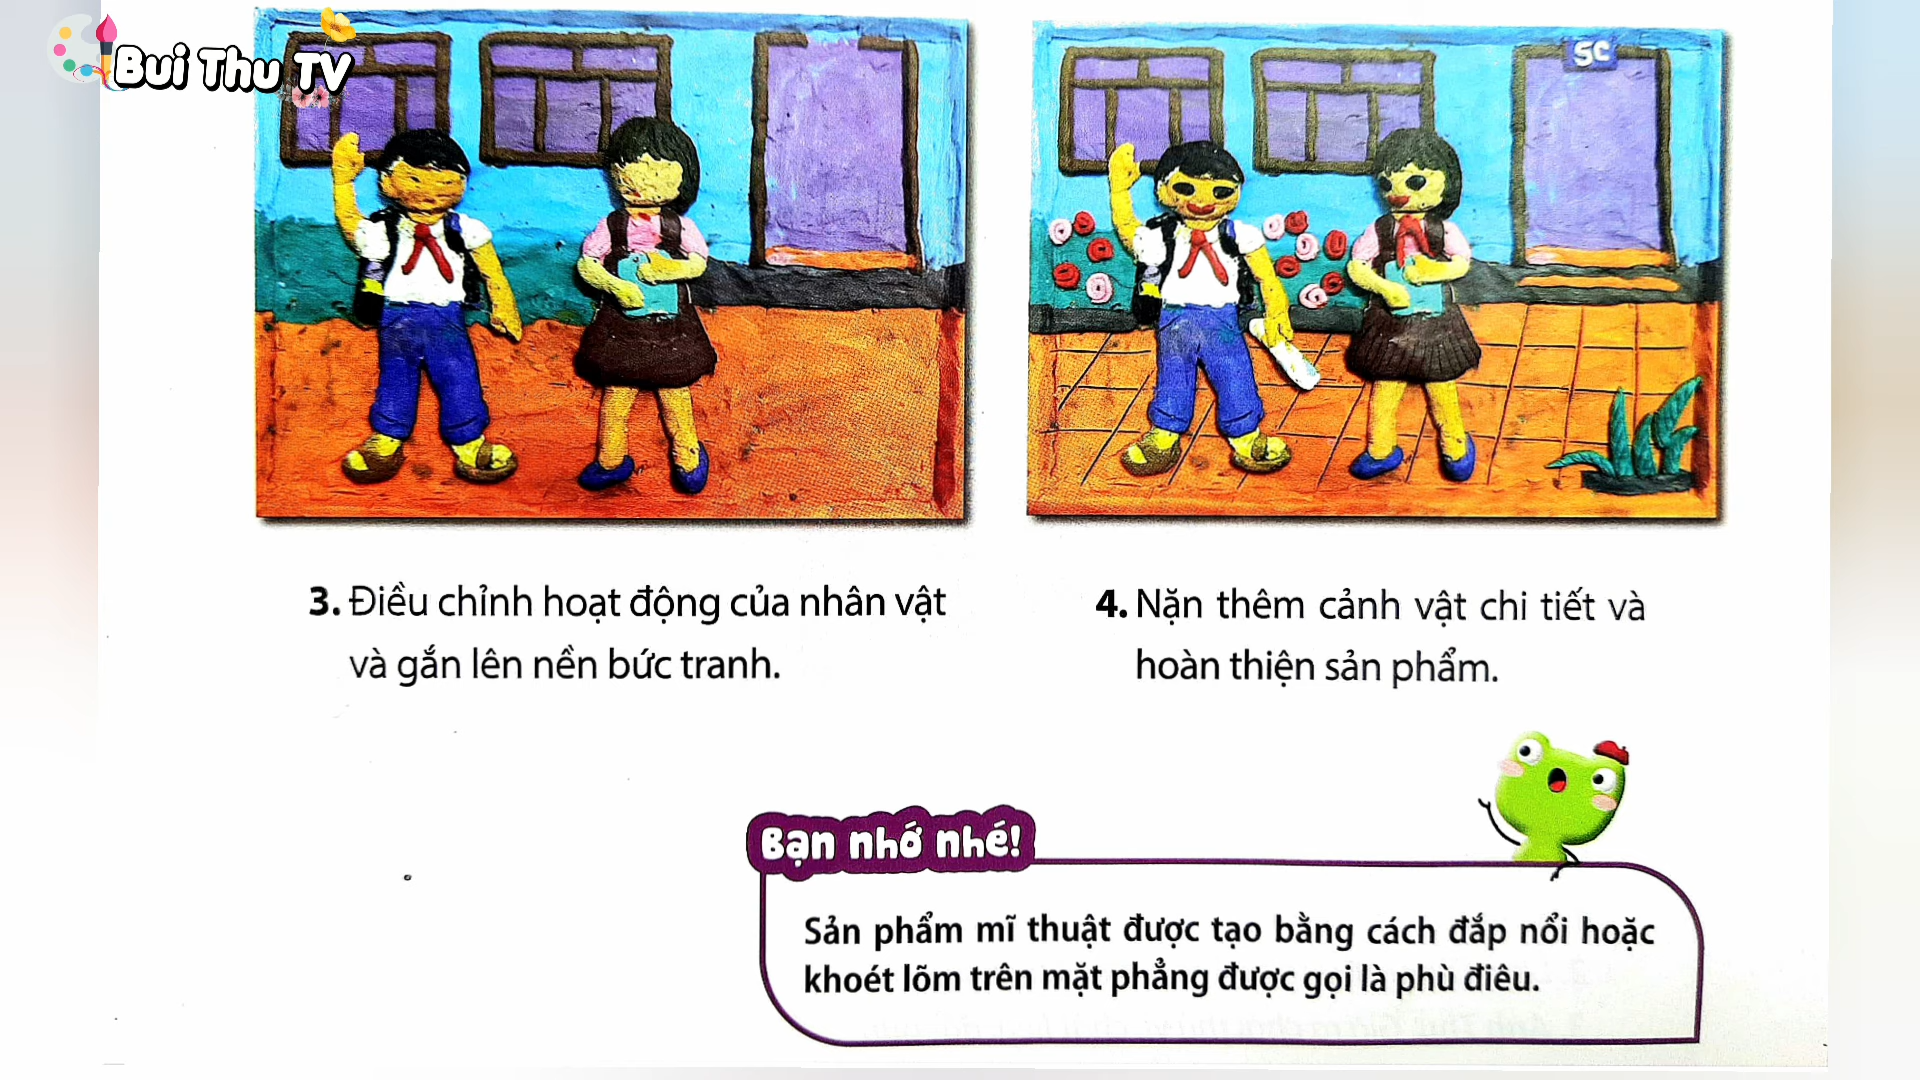 Bui Thu TV
5C
3. Điều chỉnh hoạt động của nhân vật
và gắn lên nền bức tranh.
4. Nặn thêm cảnh vật chi tiết và
hoàn thiện sản phẩm.
Bạn nhớ nhé!
Sản phẩm mĩ thuật được tạo bằng cách đắp nổi hoặc
khoét lõm trên mặt phẳng được gọi là phù điêu.